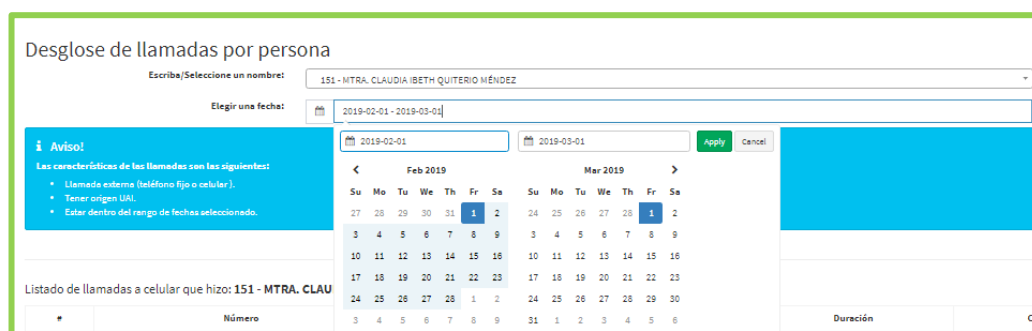 Desglose de llamadas por persona
Escriba/Seleccione un nombre:
151 - MTRA. CLAUDIA IBETH QUITERIO MÉNDEZ
Elegir una fecha:
2019-02-01 - 2019-03-01
2019-02-01
2019-03-01
Apply
Cancel
i Aviso!
Las características de las llamadas son las siguientes:
Llamada externa (teléfono fijo o celular ).
Tener origen UAI.
Estar dentro del rango de fechas seleccionado.
Feb 2019
Su Mo Tu We Th Fr Sa
27 28 29 30 31 1 2
3 4 5 6 7 8 9
10 11 12 13 14 15 16
17 18 19 20 21 22 23
24 25 26 27 28 1 2
3 4 5 6 7 8 9
Mar 2019
Su Mo Tu We Th Fr Sa
24 25 26 27 28 1 2
3 4 5 6 7 8 9
10 11 12 13 14 15 16
17 18 19 20 21 22 23
24 25 26 27 28 29 30
31 1 2 3 4 5 6
Listado de llamadas a celular que hizo: 151 - MTRA. CLAU
# Número Duración C